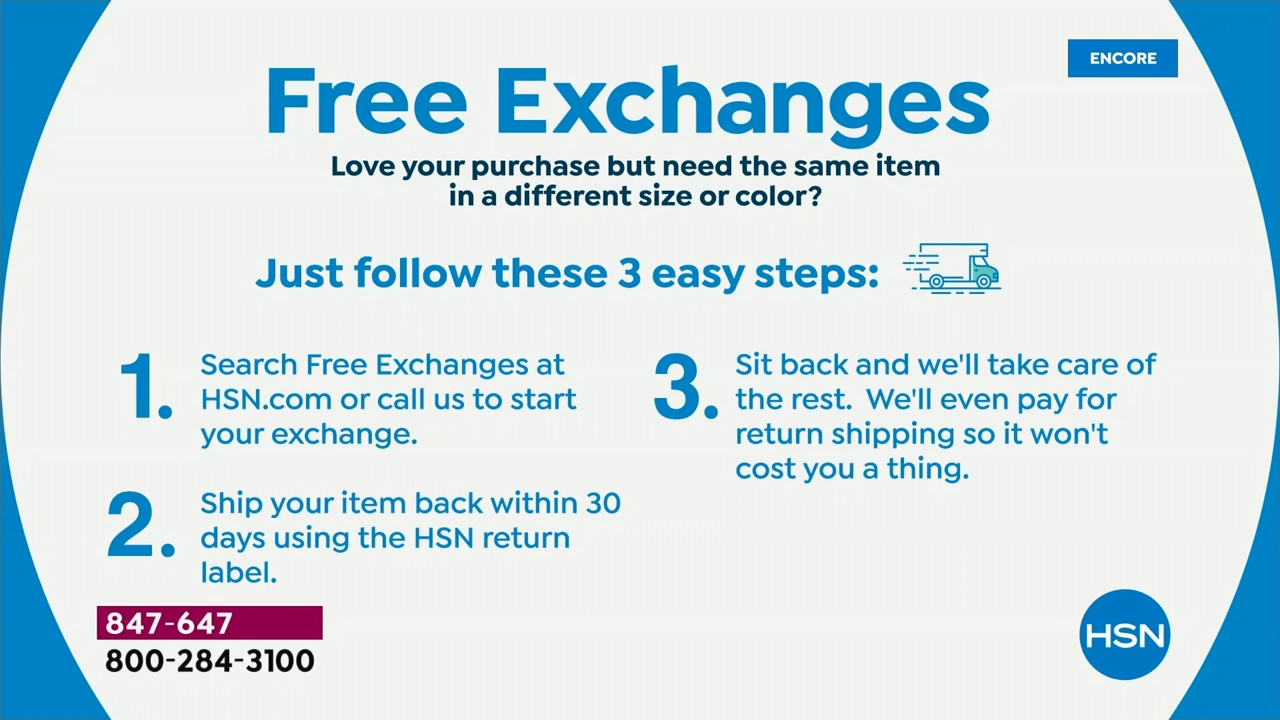 ENCORE
Free Exchanges
Love your purchase but need the same item
in a different size or color?
Just follow these 3 easy steps:
1. Search Free Exchanges at
HSN.com or call us to start
your exchange.
2. Ship your item back within 30
days using the HSN return
label.
3. Sit back and we'll take care of
the rest.  We'll even pay for
return shipping so it won't
cost you a thing.
847-647
800-284-3100
HSN